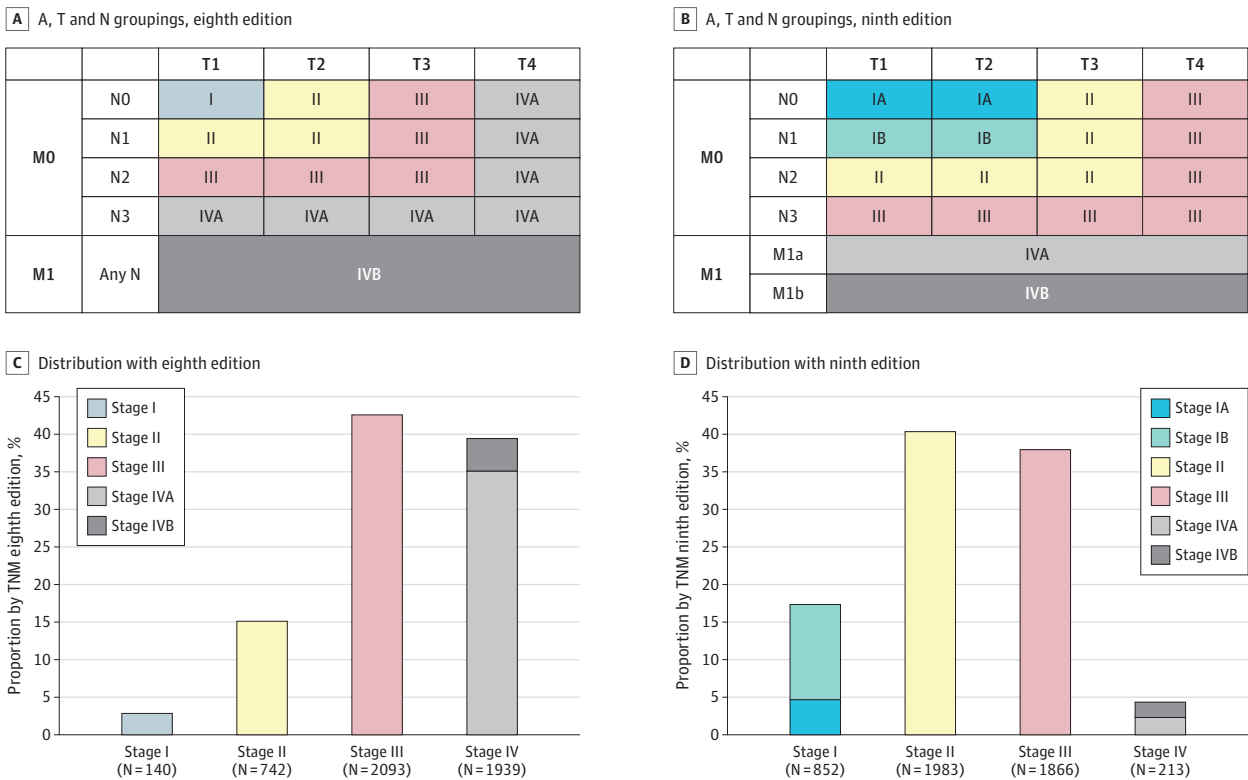 A A, T and N groupings, eighth edition
T1 T2 T3 T4
M0
N0 I II III IVA
N1 II II III IVA
N2 III III III IVA
N3 IVA IVA IVA IVA
M1 Any N IVB
B A, T and N groupings, ninth edition
T1 T2 T3 T4
M0
N0 IA IA II III
N1 IB IB II III
N2 II II II III
N3 III III III III
M1
M1a IVA
M1b IVB
C Distribution with eighth edition
Proportion by TNM eighth edition, %
45
40
35
30
25
20
15
10
5
0
Stage I
Stage II
Stage III
Stage IVA
Stage IVB
Stage I Stage II Stage III Stage IV
(N=140) (N=742) (N=2093) (N=1939)
D Distribution with ninth edition
Proportion by TNM ninth edition, %
45
40
35
30
25
20
15
10
5
0
Stage IA
Stage IB
Stage II
Stage III
Stage IVA
Stage IVB
Stage I Stage II Stage III Stage IV
(N=852) (N=1983) (N=1866) (N=213)